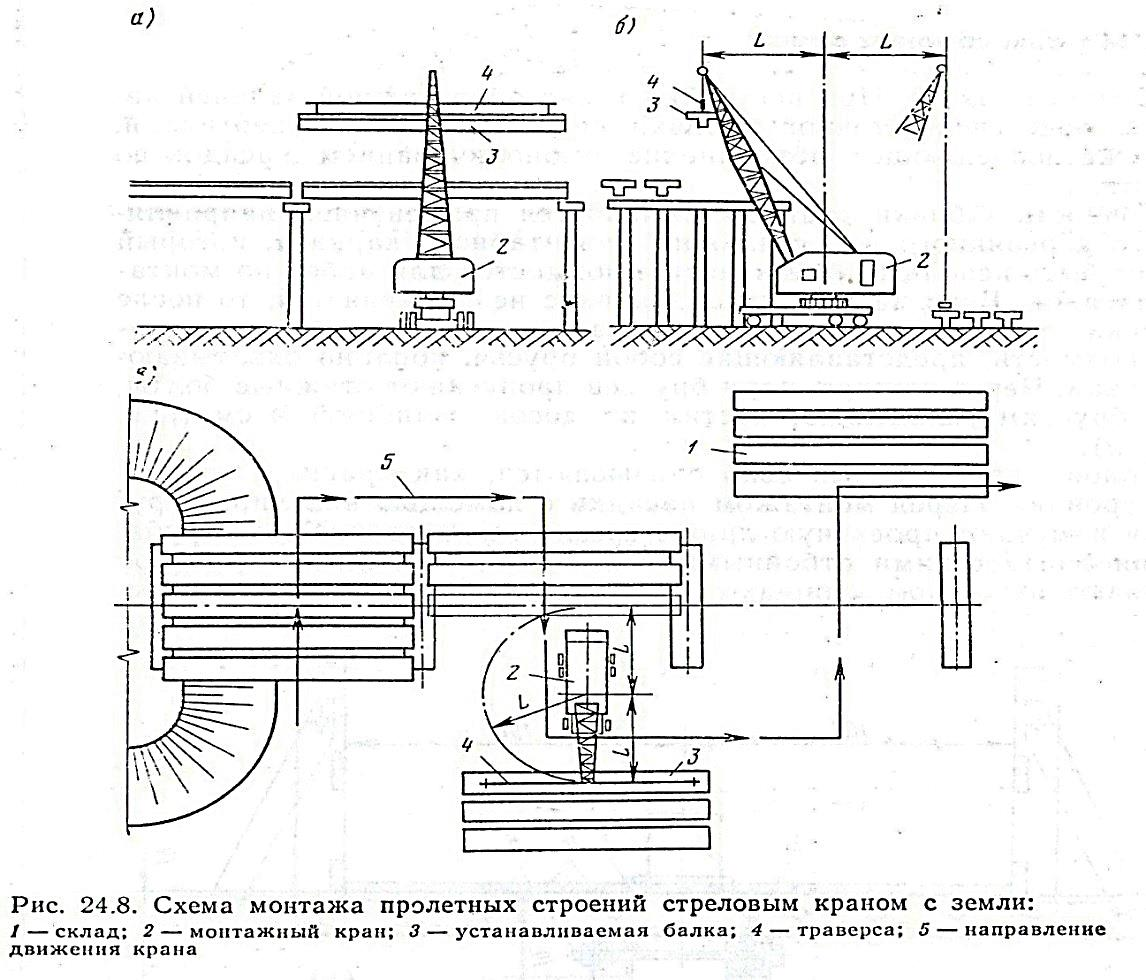 а)
б)
L
L
4
4
3
3
2
2
а)
5
1
2
L
L
L
4
3
Рис. 24.8. Схема монтажа пролетных строений стреловым краном с земли:
1 — склад; 2 — монтажный кран; 3 — устанавливаемая балка; 4 — траверса; 5 — направление
движения крана